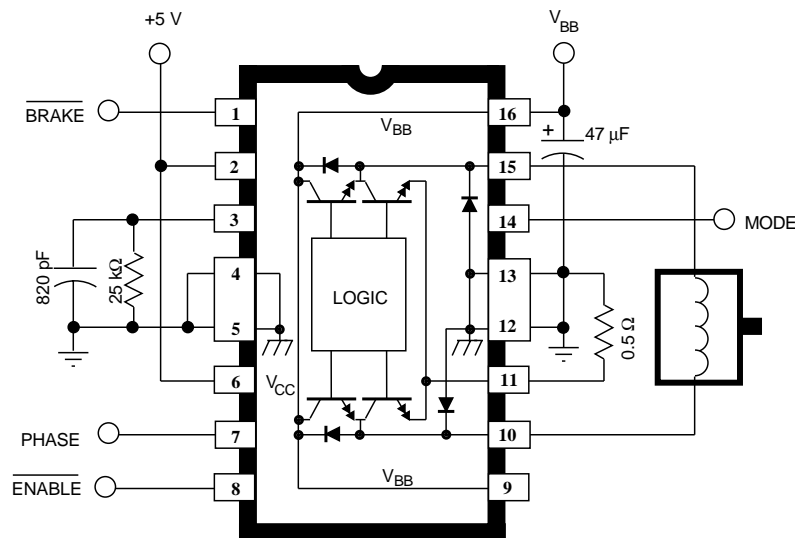 +5 V
V_BB
BRAKE
1
16
V_BB
+
47 µF
2
15
3
14
MODE
820 pF
25 kΩ
4
13
LOGIC
5
12
0.5 Ω
6
V_CC
11
PHASE
7
10
ENABLE
8
V_BB
9